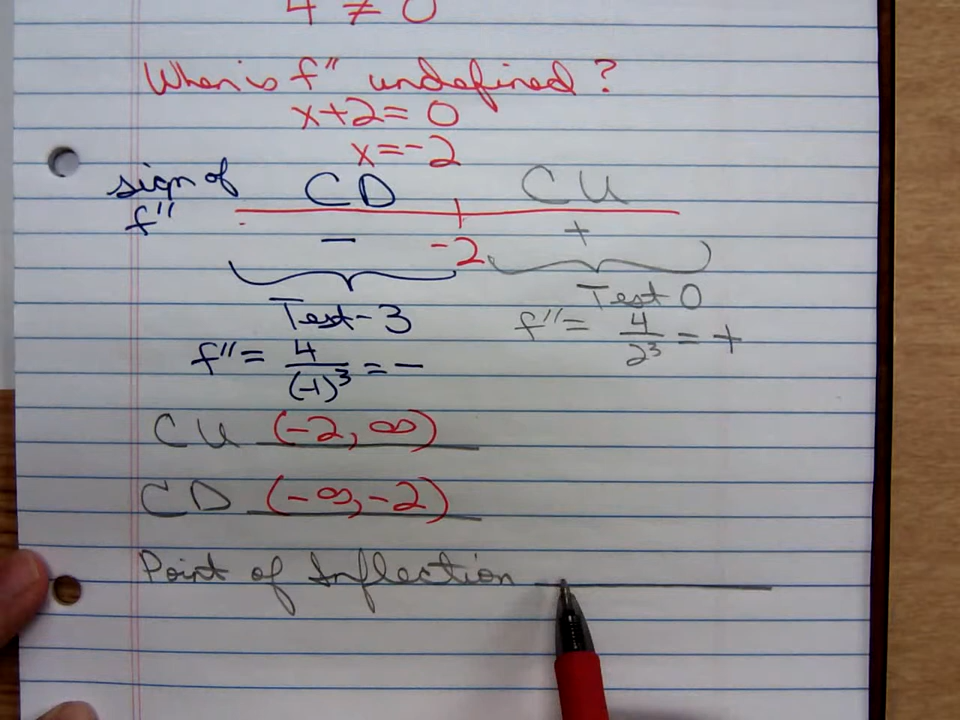 4 ≠ 0
When is f" undefined?
x+2=0
x=-2
sign of f"
CD CU
− -2 +
Test -3
f" = 4/(-1)³ = −
Test 0
f" = 4/2³ = +
CU (-2, ∞)
CD (-∞, -2)
Point of Inflection